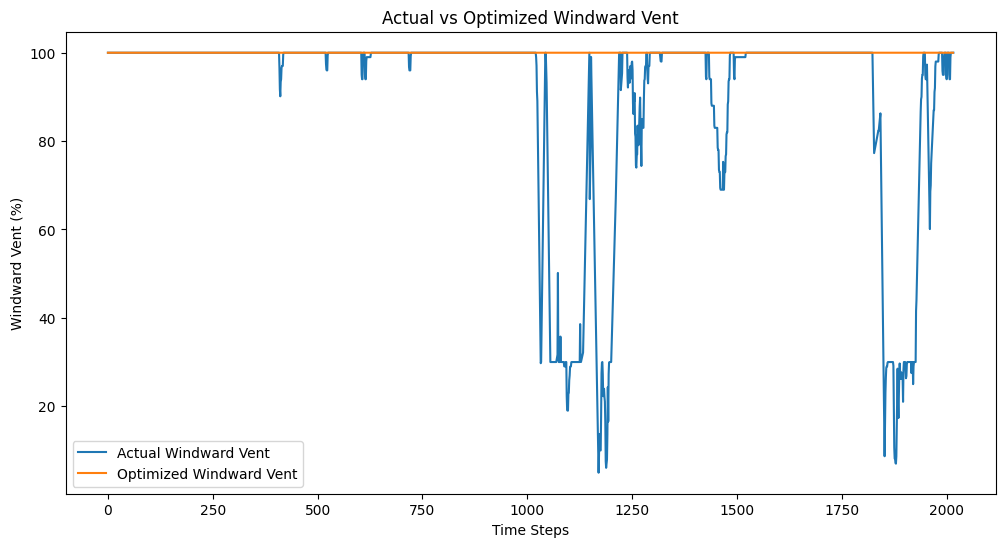 Actual vs Optimized Windward Vent
100
80
60
40
20
Windward Vent (%)
Actual Windward Vent
Optimized Windward Vent
0 250 500 750 1000 1250 1500 1750 2000
Time Steps